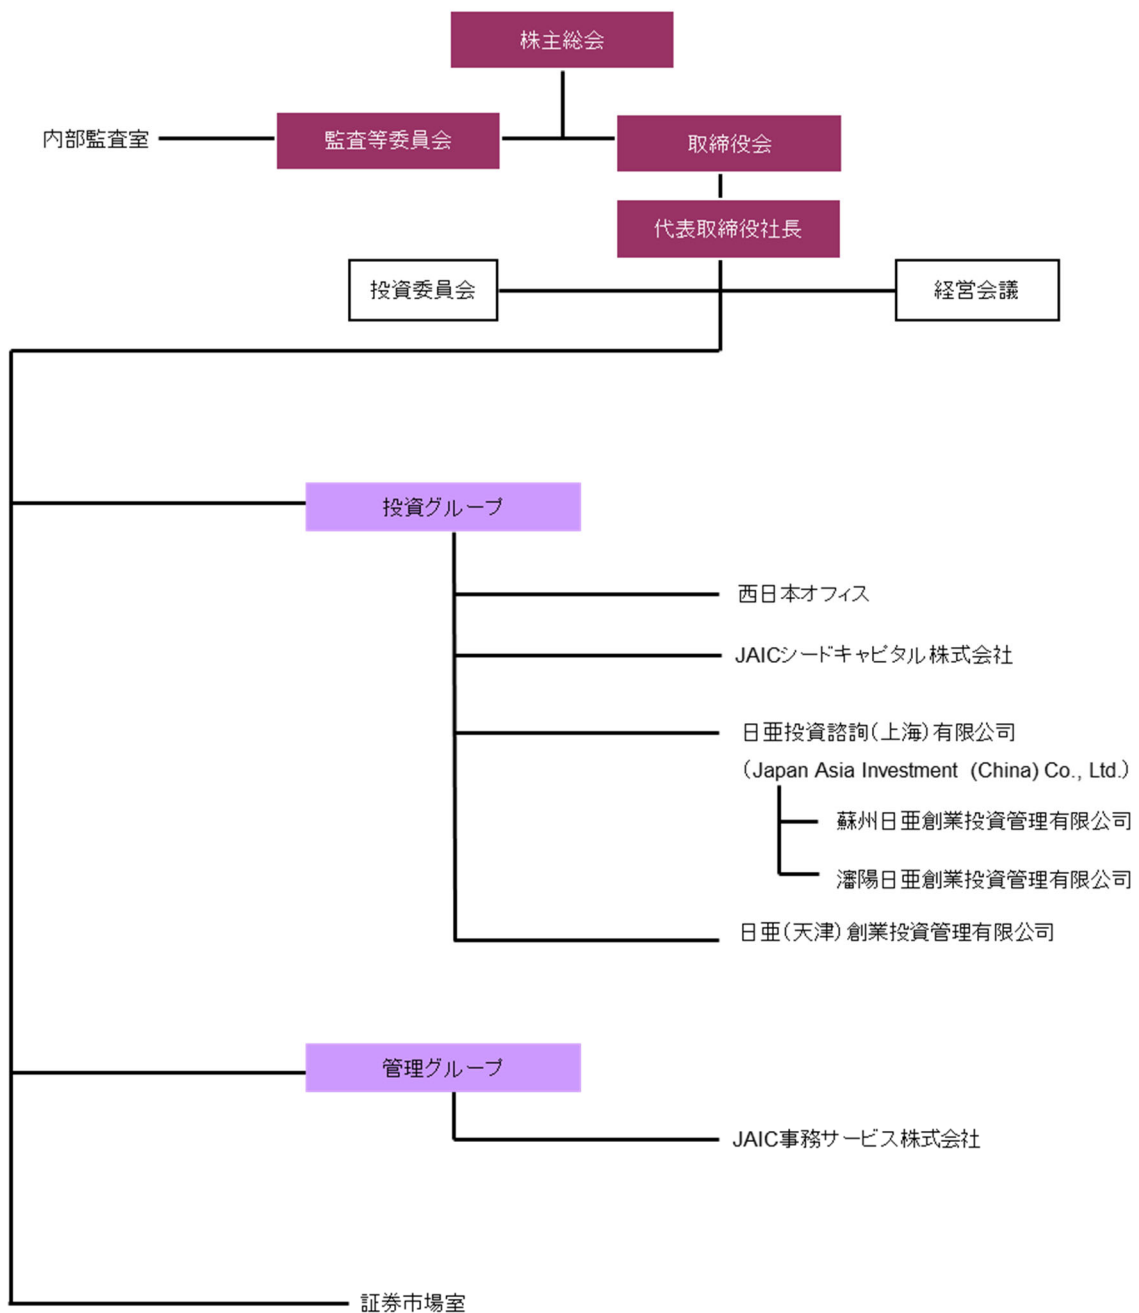 株主総会
内部監査室
監査等委員会
取締役会
代表取締役社長
投資委員会
経営会議
投資グループ
西日本オフィス
JAICシードキャピタル株式会社
日亜投資諮詢(上海)有限公司
(Japan Asia Investment (China) Co., Ltd.)
蘇州日亜創業投資管理有限公司
瀋陽日亜創業投資管理有限公司
日亜(天津)創業投資管理有限公司
管理グループ
JAIC事務サービス株式会社
証券市場室